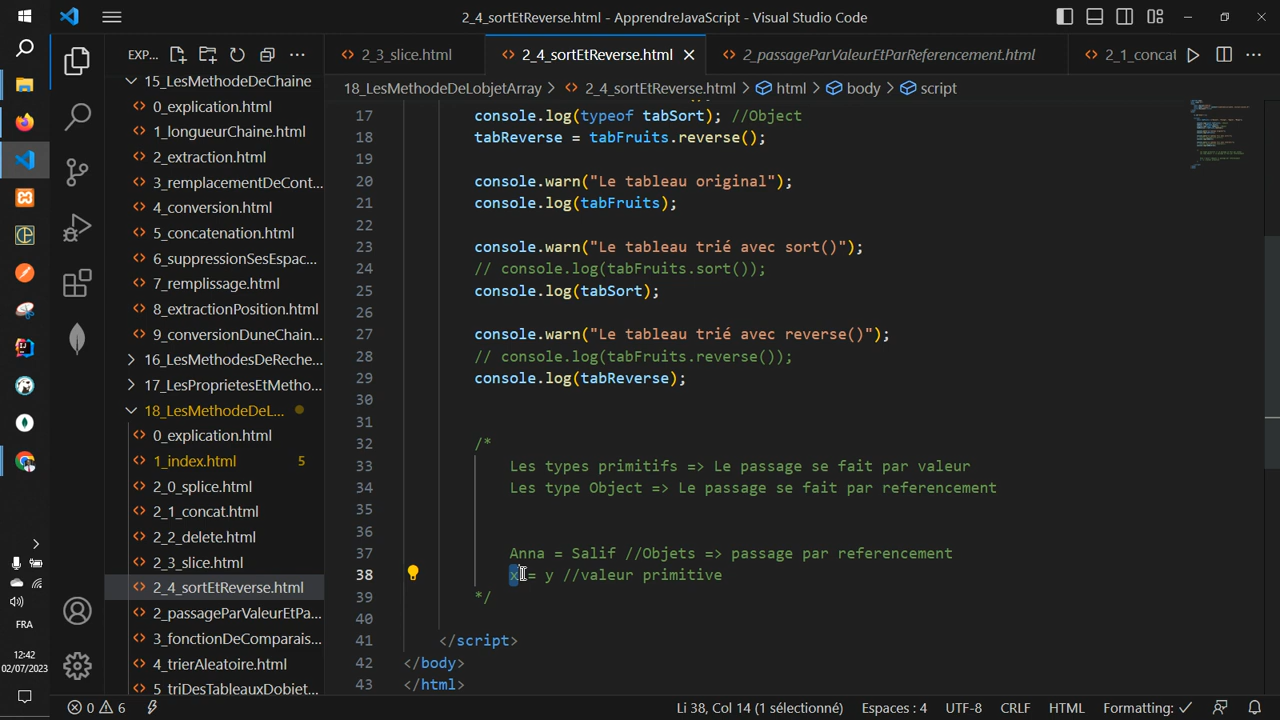 2_4_sortEtReverse.html - ApprendreJavaScript - Visual Studio Code
EXP...
2_3_slice.html
2_4_sortEtReverse.html
2_passageParValeurEtParReferencement.html
2_1_concat
18_LesMethodeDeLobjetArray > 2_4_sortEtReverse.html > html > body > script
15_LesMethodeDeChaine
0_explication.html
1_longueurChaine.html
2_extraction.html
3_remplacementDeCont...
4_conversion.html
5_concatenation.html
6_suppressionSesEspac...
7_remplissage.html
8_extractionPosition.html
9_conversionDuneChain...
16_LesMethodesDeReche...
17_LesProprietesEtMetho...
18_LesMethodeDeL...
0_explication.html
1_index.html 5
2_0_splice.html
2_1_concat.html
2_2_delete.html
2_3_slice.html
2_4_sortEtReverse.html
2_passageParValeurEtPa...
3_fonctionDeComparais...
4_trierAleatoire.html
5_triDesTableauxDobiet...
17 console.log(typeof tabSort); //Object
18 tabReverse = tabFruits.reverse();
19
20 console.warn("Le tableau original");
21 console.log(tabFruits);
22
23 console.warn("Le tableau trié avec sort()");
24 // console.log(tabFruits.sort());
25 console.log(tabSort);
26
27 console.warn("Le tableau trié avec reverse()");
28 // console.log(tabFruits.reverse());
29 console.log(tabReverse);
30
31
32 /*
33 Les types primitifs => Le passage se fait par valeur
34 Les type Object => Le passage se fait par referencement
35
36
37 Anna = Salif //Objets => passage par referencement
38 x = y //valeur primitive
39 */
40
41 </script>
42 </body>
43 </html>
FRA
12:42
02/07/2023
0 6
Li 38, Col 14 (1 sélectionné)
Espaces : 4
UTF-8
CRLF
HTML
Formatting: ✓